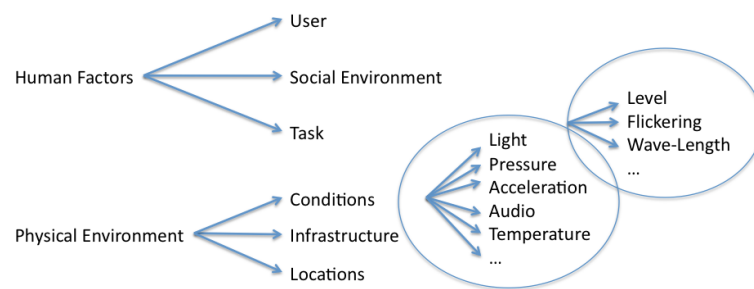 Human Factors
User
Social Environment
Task
Physical Environment
Conditions
Infrastructure
Locations
Light
Pressure
Acceleration
Audio
Temperature
...
Level
Flickering
Wave-Length
...